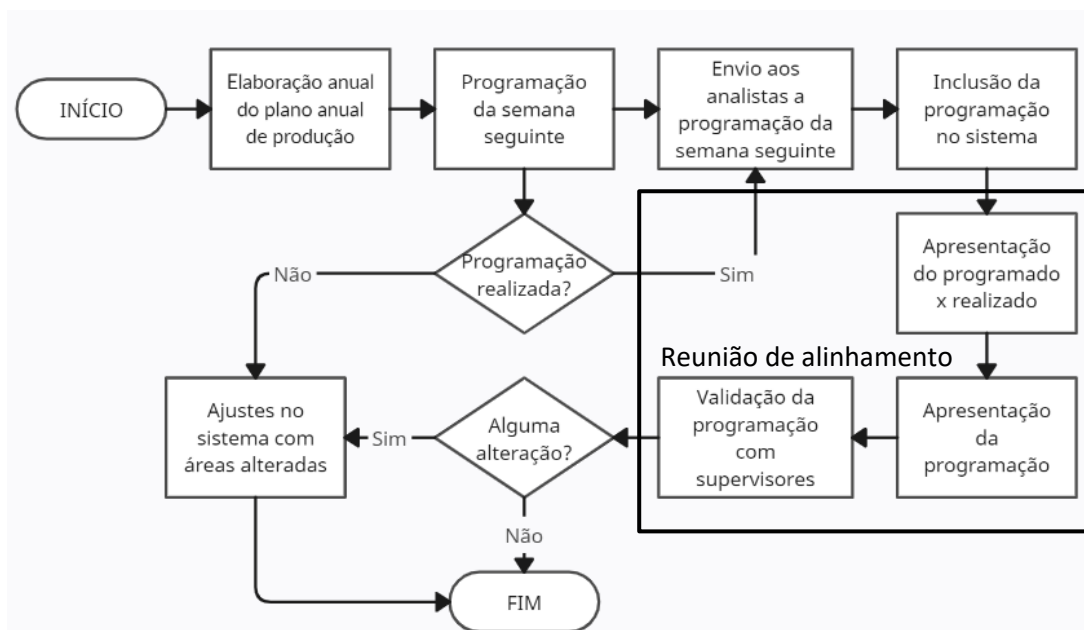 INÍCIO
Elaboração anual
do plano anual
de produção
Programação
da semana
seguinte
Envio aos
analistas a
programação da
semana seguinte
Inclusão da
programação
no sistema
Programação
realizada?
Não
Sim
Apresentação
do programado
x realizado
Reunião de alinhamento
Ajustes no
sistema com
áreas alteradas
Sim
Alguma
alteração?
Validação da
programação
com
supervisores
Apresentação
da
programação
Não
FIM